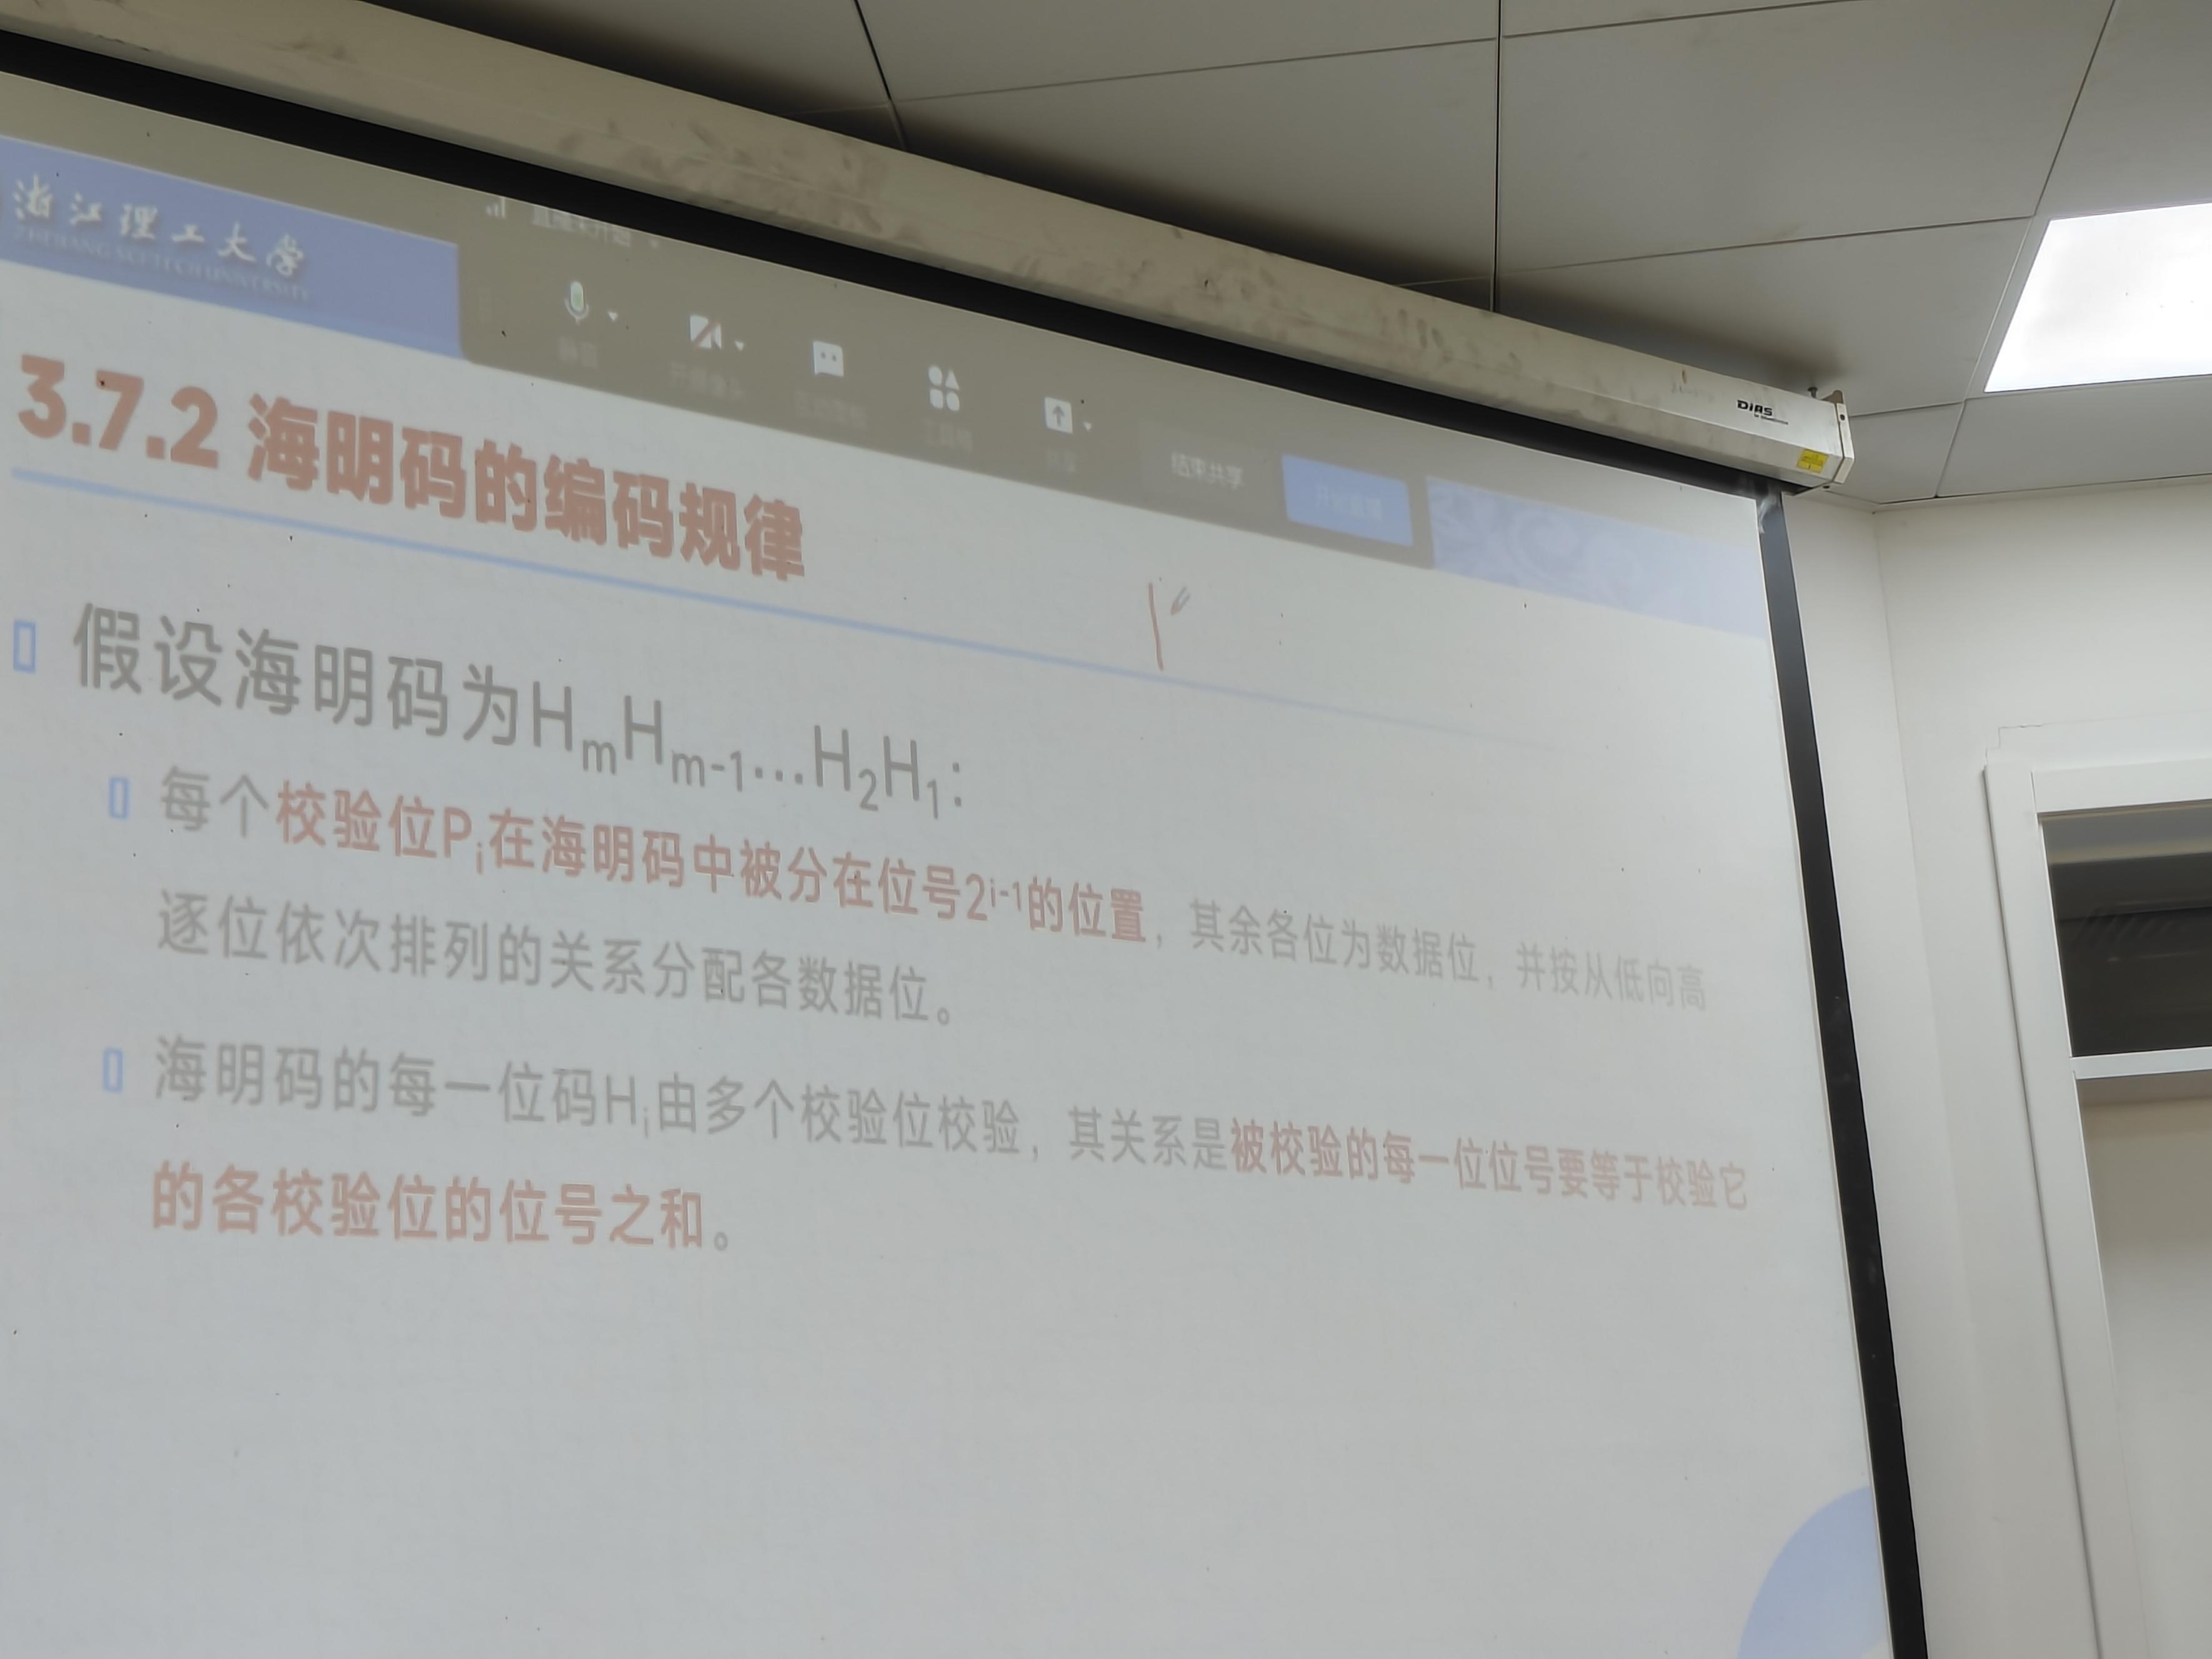 浙江理工大学
ZHEJIANG SCI-TECH UNIVERSITY
结束共享
DIAS
3.7.2 海明码的编码规律
假设海明码为HₘHₘ₋₁…H₂H₁：
每个校验位Pᵢ在海明码中被分在位号2ⁱ⁻¹的位置，其余各位为数据位，并按从低向高
逐位依次排列的关系分配各数据位。
海明码的每一位码Hᵢ由多个校验位校验，其关系是被校验的每一位位号要等于校验它
的各校验位的位号之和。